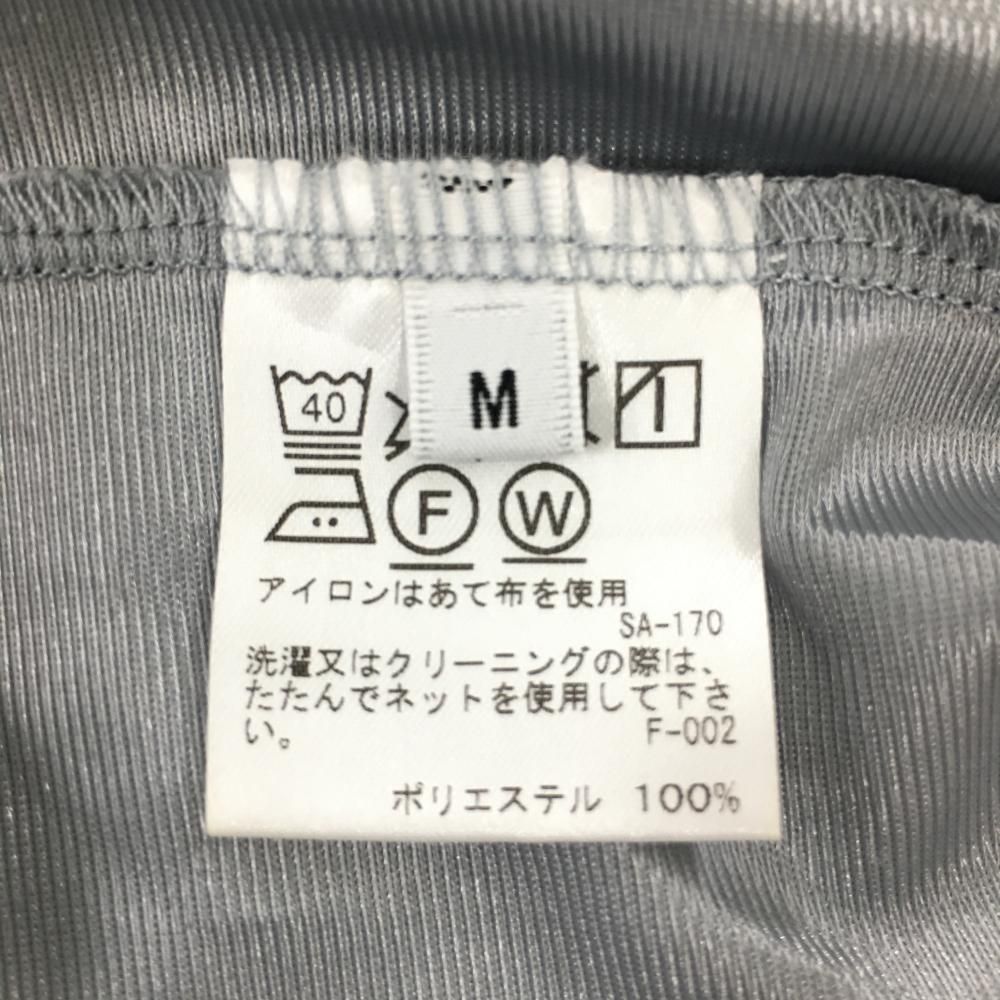 M
40
F W
アイロンはあて布を使用
SA-170
洗濯又はクリーニングの際は、
たたんでネットを使用して下さ
い。 F-002
ポリエステル 100%